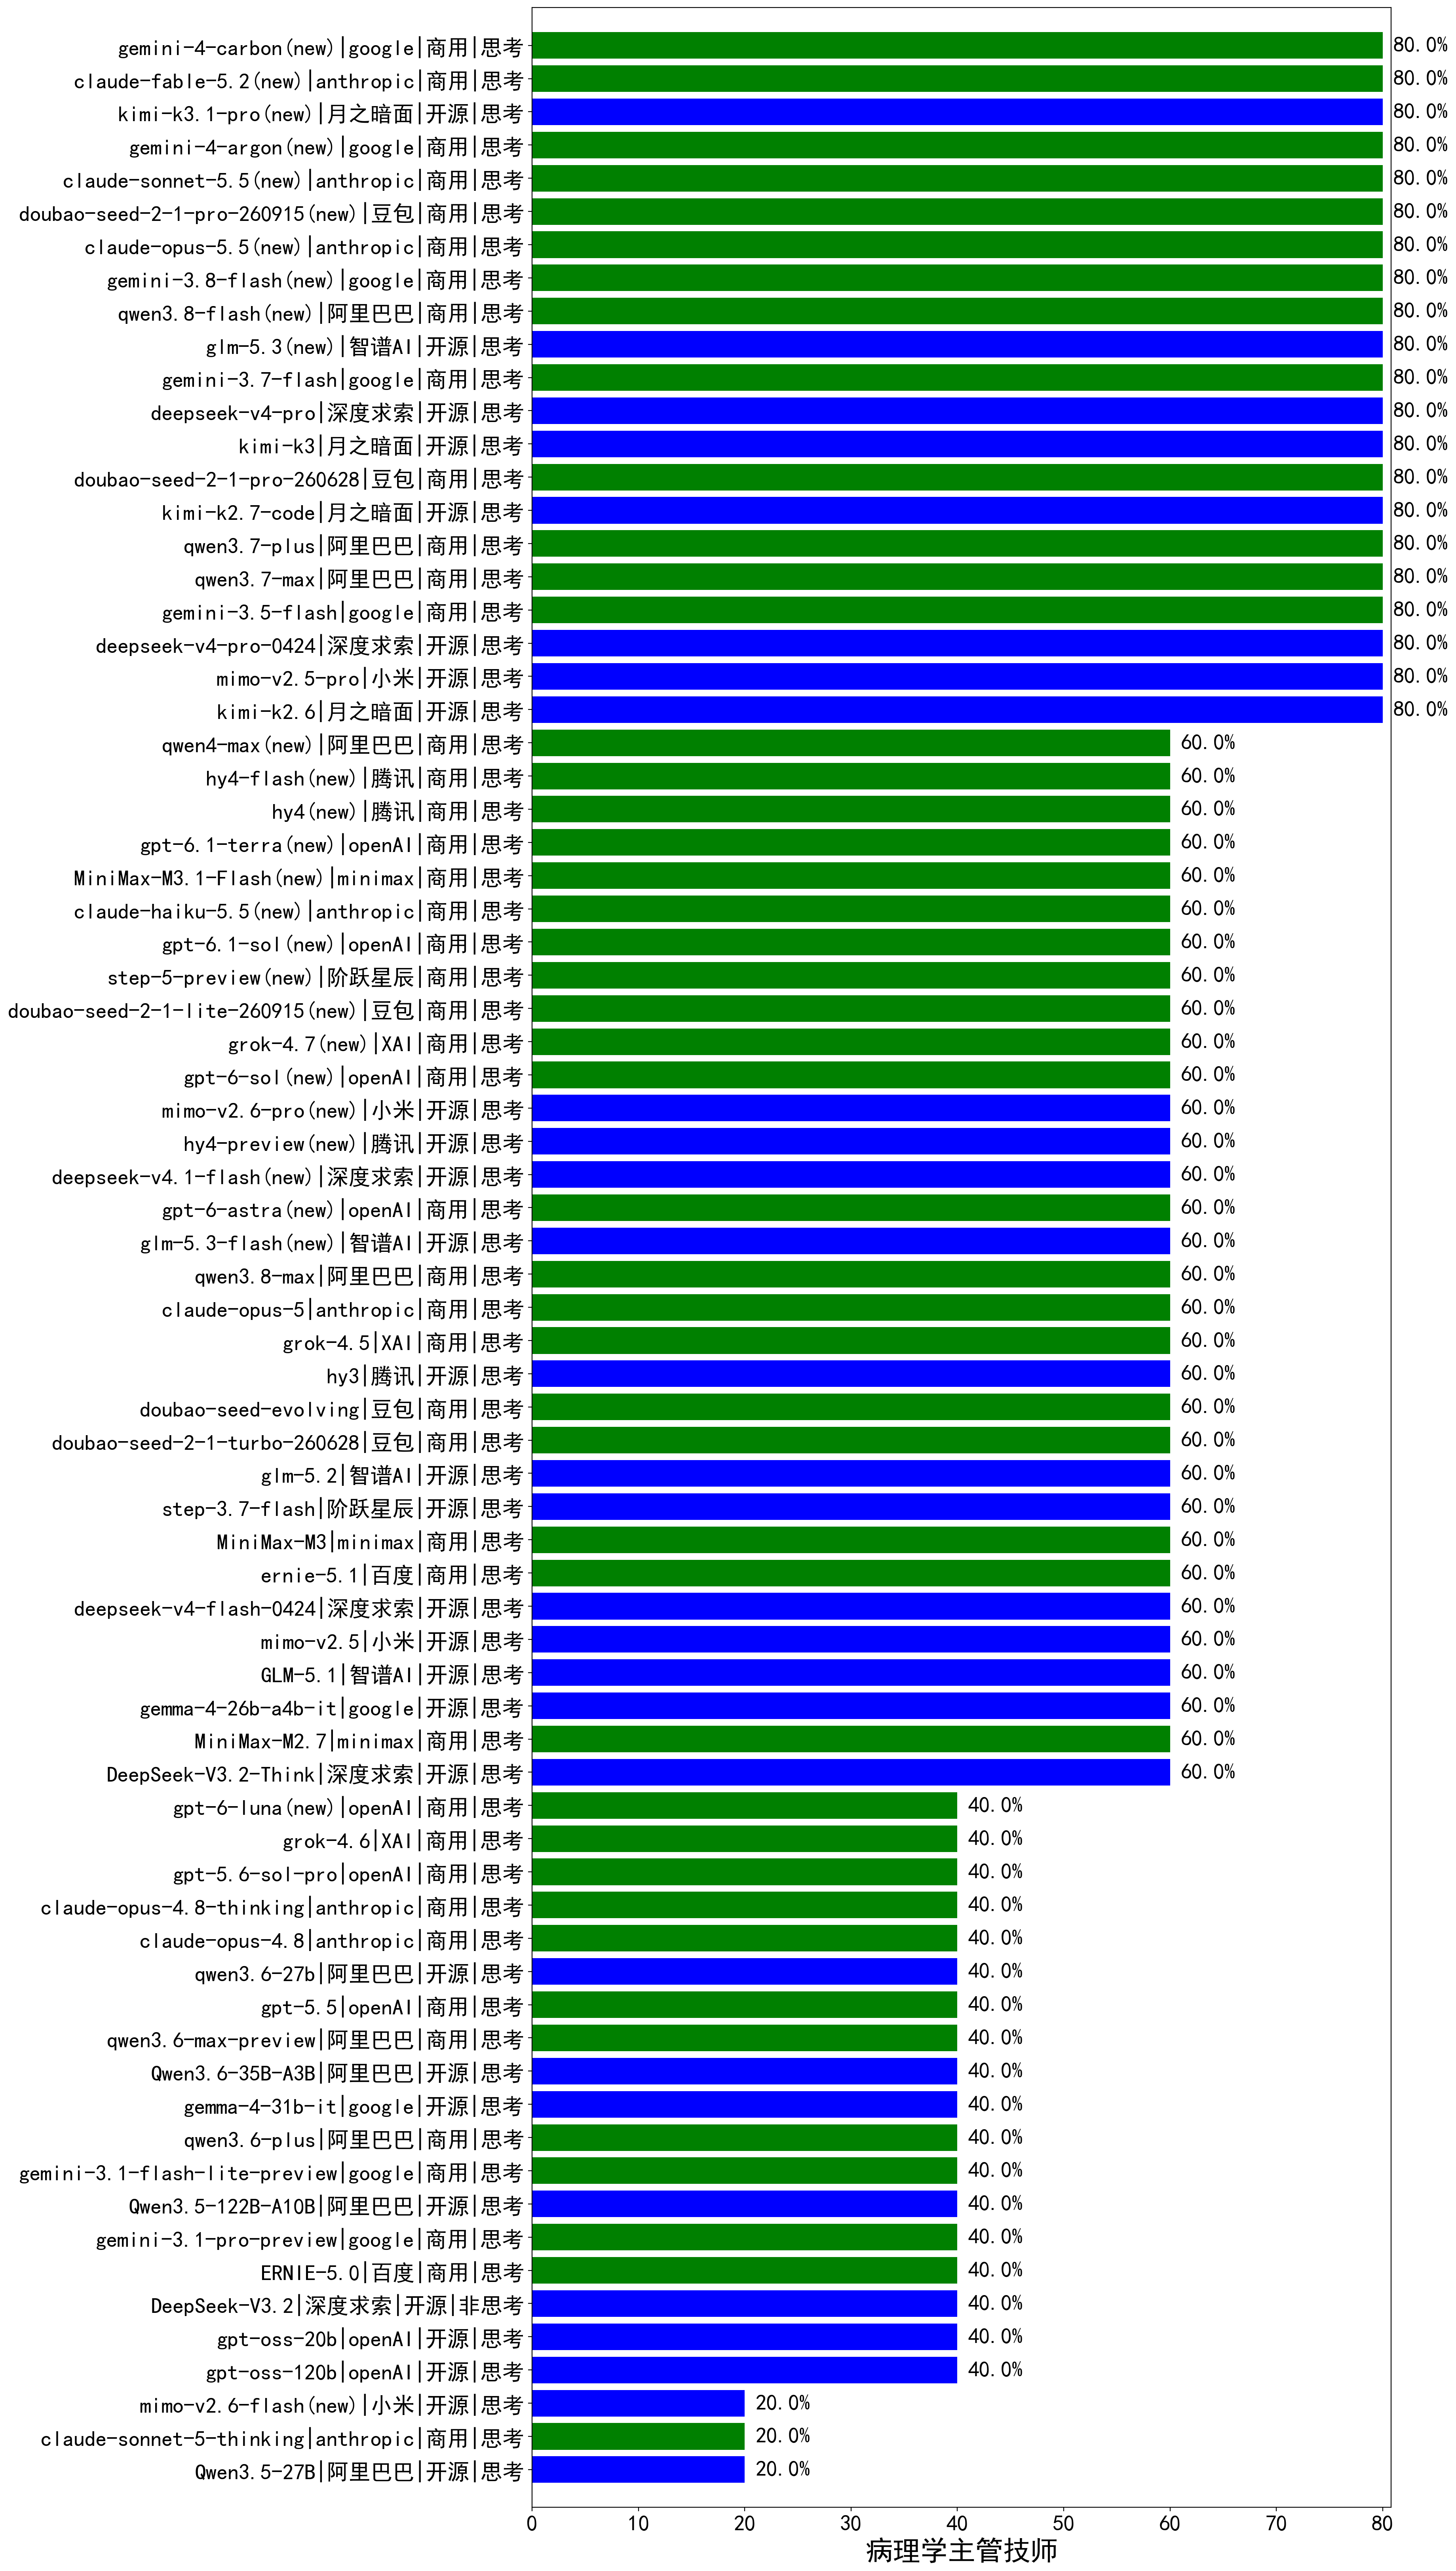 gemini-4-carbon(new)|google|商用|思考 80.0%
claude-fable-5.2(new)|anthropic|商用|思考 80.0%
kimi-k3.1-pro(new)|月之暗面|开源|思考 80.0%
gemini-4-argon(new)|google|商用|思考 80.0%
claude-sonnet-5.5(new)|anthropic|商用|思考 80.0%
doubao-seed-2-1-pro-260915(new)|豆包|商用|思考 80.0%
claude-opus-5.5(new)|anthropic|商用|思考 80.0%
gemini-3.8-flash(new)|google|商用|思考 80.0%
qwen3.8-flash(new)|阿里巴巴|商用|思考 80.0%
glm-5.3(new)|智谱AI|开源|思考 80.0%
gemini-3.7-flash|google|商用|思考 80.0%
deepseek-v4-pro|深度求索|开源|思考 80.0%
kimi-k3|月之暗面|开源|思考 80.0%
doubao-seed-2-1-pro-260628|豆包|商用|思考 80.0%
kimi-k2.7-code|月之暗面|开源|思考 80.0%
qwen3.7-plus|阿里巴巴|商用|思考 80.0%
qwen3.7-max|阿里巴巴|商用|思考 80.0%
gemini-3.5-flash|google|商用|思考 80.0%
deepseek-v4-pro-0424|深度求索|开源|思考 80.0%
mimo-v2.5-pro|小米|开源|思考 80.0%
kimi-k2.6|月之暗面|开源|思考 80.0%
qwen4-max(new)|阿里巴巴|商用|思考 60.0%
hy4-flash(new)|腾讯|商用|思考 60.0%
hy4(new)|腾讯|商用|思考 60.0%
gpt-6.1-terra(new)|openAI|商用|思考 60.0%
MiniMax-M3.1-Flash(new)|minimax|商用|思考 60.0%
claude-haiku-5.5(new)|anthropic|商用|思考 60.0%
gpt-6.1-sol(new)|openAI|商用|思考 60.0%
step-5-preview(new)|阶跃星辰|商用|思考 60.0%
doubao-seed-2-1-lite-260915(new)|豆包|商用|思考 60.0%
grok-4.7(new)|XAI|商用|思考 60.0%
gpt-6-sol(new)|openAI|商用|思考 60.0%
mimo-v2.6-pro(new)|小米|开源|思考 60.0%
hy4-preview(new)|腾讯|开源|思考 60.0%
deepseek-v4.1-flash(new)|深度求索|开源|思考 60.0%
gpt-6-astra(new)|openAI|商用|思考 60.0%
glm-5.3-flash(new)|智谱AI|开源|思考 60.0%
qwen3.8-max|阿里巴巴|商用|思考 60.0%
claude-opus-5|anthropic|商用|思考 60.0%
grok-4.5|XAI|商用|思考 60.0%
hy3|腾讯|开源|思考 60.0%
doubao-seed-evolving|豆包|商用|思考 60.0%
doubao-seed-2-1-turbo-260628|豆包|商用|思考 60.0%
glm-5.2|智谱AI|开源|思考 60.0%
step-3.7-flash|阶跃星辰|开源|思考 60.0%
MiniMax-M3|minimax|商用|思考 60.0%
ernie-5.1|百度|商用|思考 60.0%
deepseek-v4-flash-0424|深度求索|开源|思考 60.0%
mimo-v2.5|小米|开源|思考 60.0%
GLM-5.1|智谱AI|开源|思考 60.0%
gemma-4-26b-a4b-it|google|开源|思考 60.0%
MiniMax-M2.7|minimax|商用|思考 60.0%
DeepSeek-V3.2-Think|深度求索|开源|思考 60.0%
gpt-6-luna(new)|openAI|商用|思考 40.0%
grok-4.6|XAI|商用|思考 40.0%
gpt-5.6-sol-pro|openAI|商用|思考 40.0%
claude-opus-4.8-thinking|anthropic|商用|思考 40.0%
claude-opus-4.8|anthropic|商用|思考 40.0%
qwen3.6-27b|阿里巴巴|开源|思考 40.0%
gpt-5.5|openAI|商用|思考 40.0%
qwen3.6-max-preview|阿里巴巴|商用|思考 40.0%
Qwen3.6-35B-A3B|阿里巴巴|开源|思考 40.0%
gemma-4-31b-it|google|开源|思考 40.0%
qwen3.6-plus|阿里巴巴|商用|思考 40.0%
gemini-3.1-flash-lite-preview|google|商用|思考 40.0%
Qwen3.5-122B-A10B|阿里巴巴|开源|思考 40.0%
gemini-3.1-pro-preview|google|商用|思考 40.0%
ERNIE-5.0|百度|商用|思考 40.0%
DeepSeek-V3.2|深度求索|开源|非思考 40.0%
gpt-oss-20b|openAI|开源|思考 40.0%
gpt-oss-120b|openAI|开源|思考 40.0%
mimo-v2.6-flash(new)|小米|开源|思考 20.0%
claude-sonnet-5-thinking|anthropic|商用|思考 20.0%
Qwen3.5-27B|阿里巴巴|开源|思考 20.0%
0 10 20 30 40 50 60 70 80
病理学主管技师